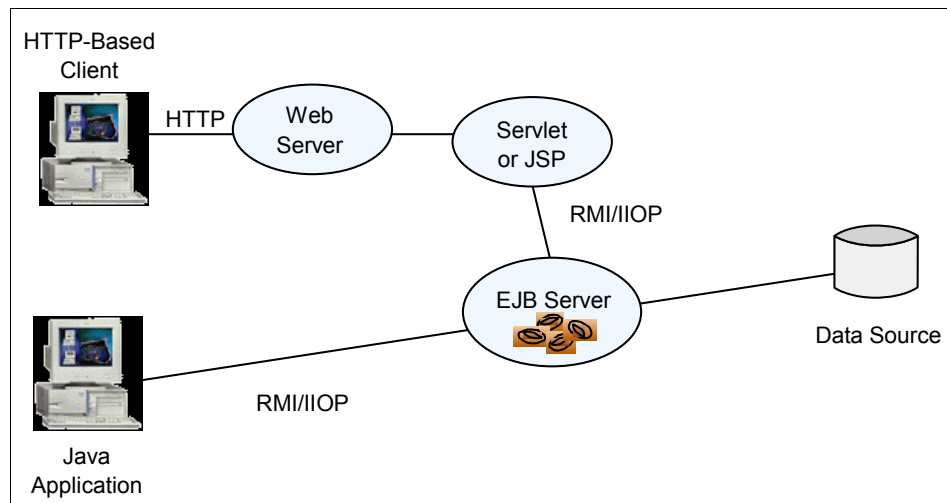 HTTP-Based
Client
HTTP
Web
Server
Servlet
or JSP
RMI/IIOP
EJB Server
Data Source
RMI/IIOP
Java
Application